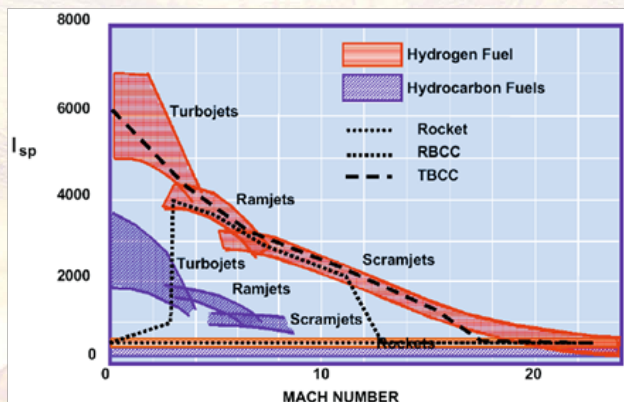 8000
6000
4000
2000
0
I sp
Hydrogen Fuel
Hydrocarbon Fuels
Rocket
RBCC
TBCC
Turbojets
Ramjets
Scramjets
Turbojets
Ramjets
Scramjets
Rockets
0
10
20
MACH NUMBER